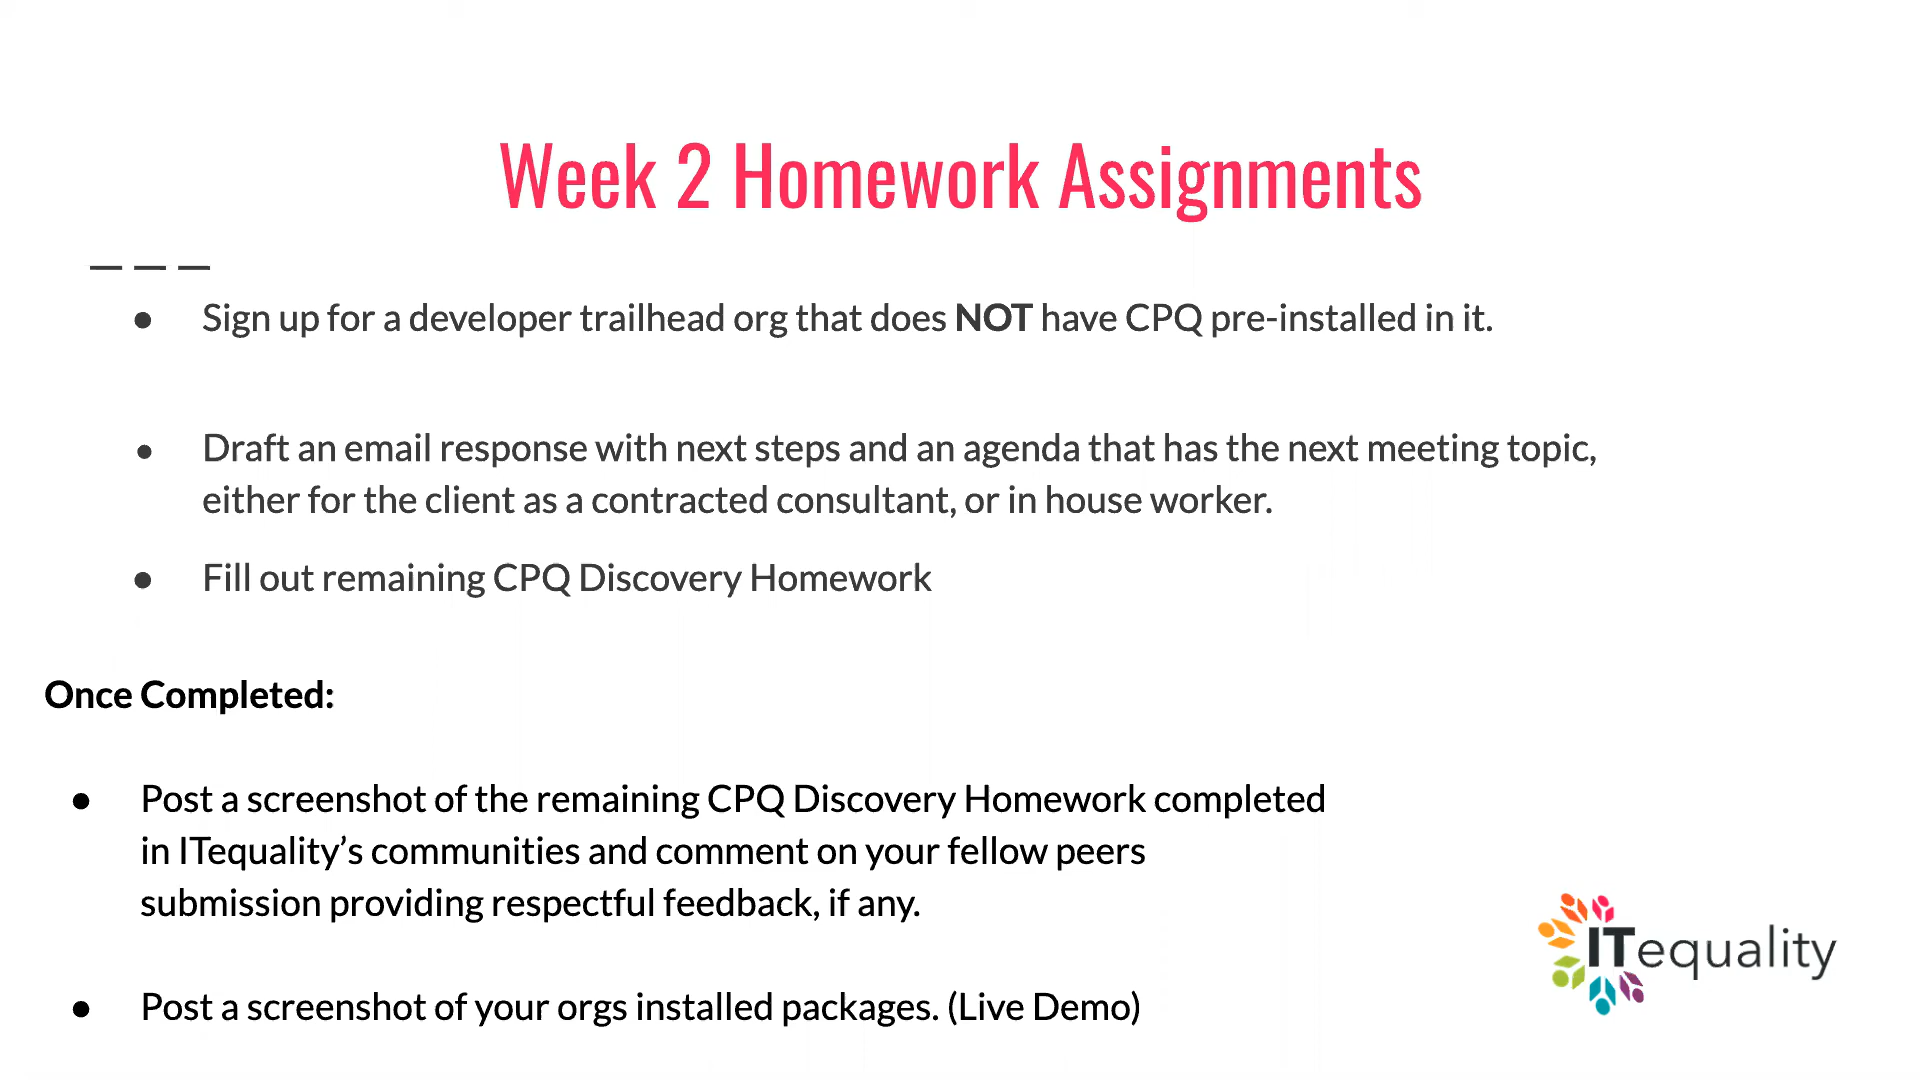 Week 2 Homework Assignments
● Sign up for a developer trailhead org that does NOT have CPQ pre-installed in it.
● Draft an email response with next steps and an agenda that has the next meeting topic,
either for the client as a contracted consultant, or in house worker.
● Fill out remaining CPQ Discovery Homework
Once Completed:
● Post a screenshot of the remaining CPQ Discovery Homework completed
in ITequality’s communities and comment on your fellow peers
submission providing respectful feedback, if any.
ITequality
● Post a screenshot of your orgs installed packages. (Live Demo)